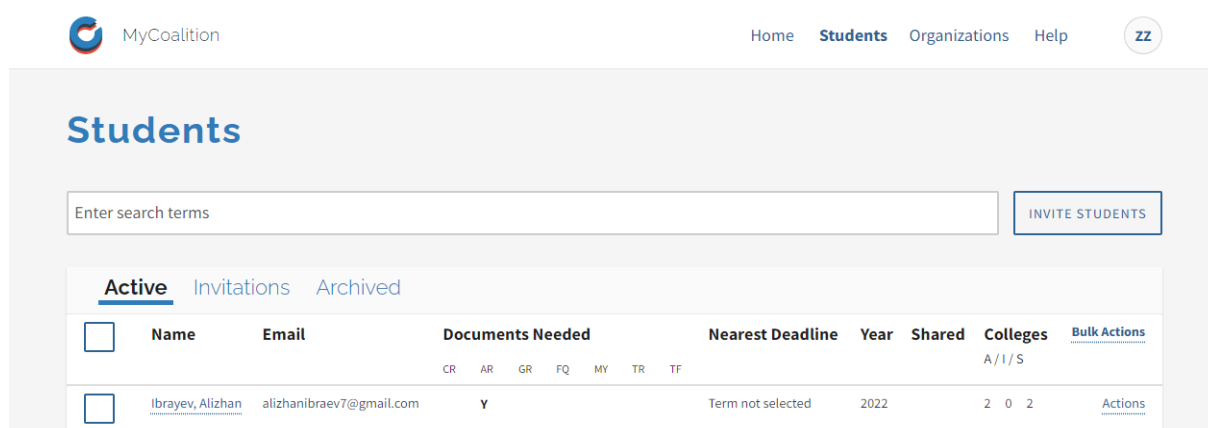 MyCoalition Home Students Organizations Help ZZ
Students
Enter search terms INVITE STUDENTS
Active Invitations Archived
Name Email Documents Needed Nearest Deadline Year Shared Colleges Bulk Actions
CR AR GR FQ MY TR TF A / I / S
Ibrayev, Alizhan alizhanibraev7@gmail.com Y Term not selected 2022 2 0 2 Actions